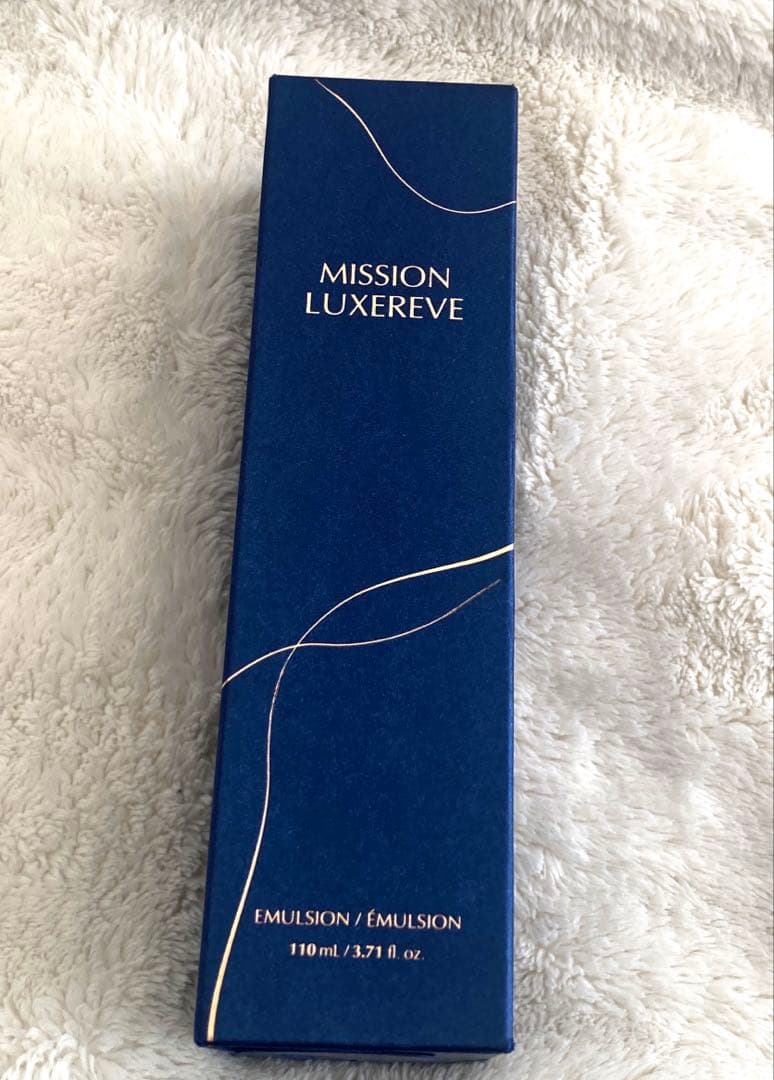 MISSION
LUXEREVE
EMULSION / ÉMULSION
110 mL / 3.71 fl. oz.